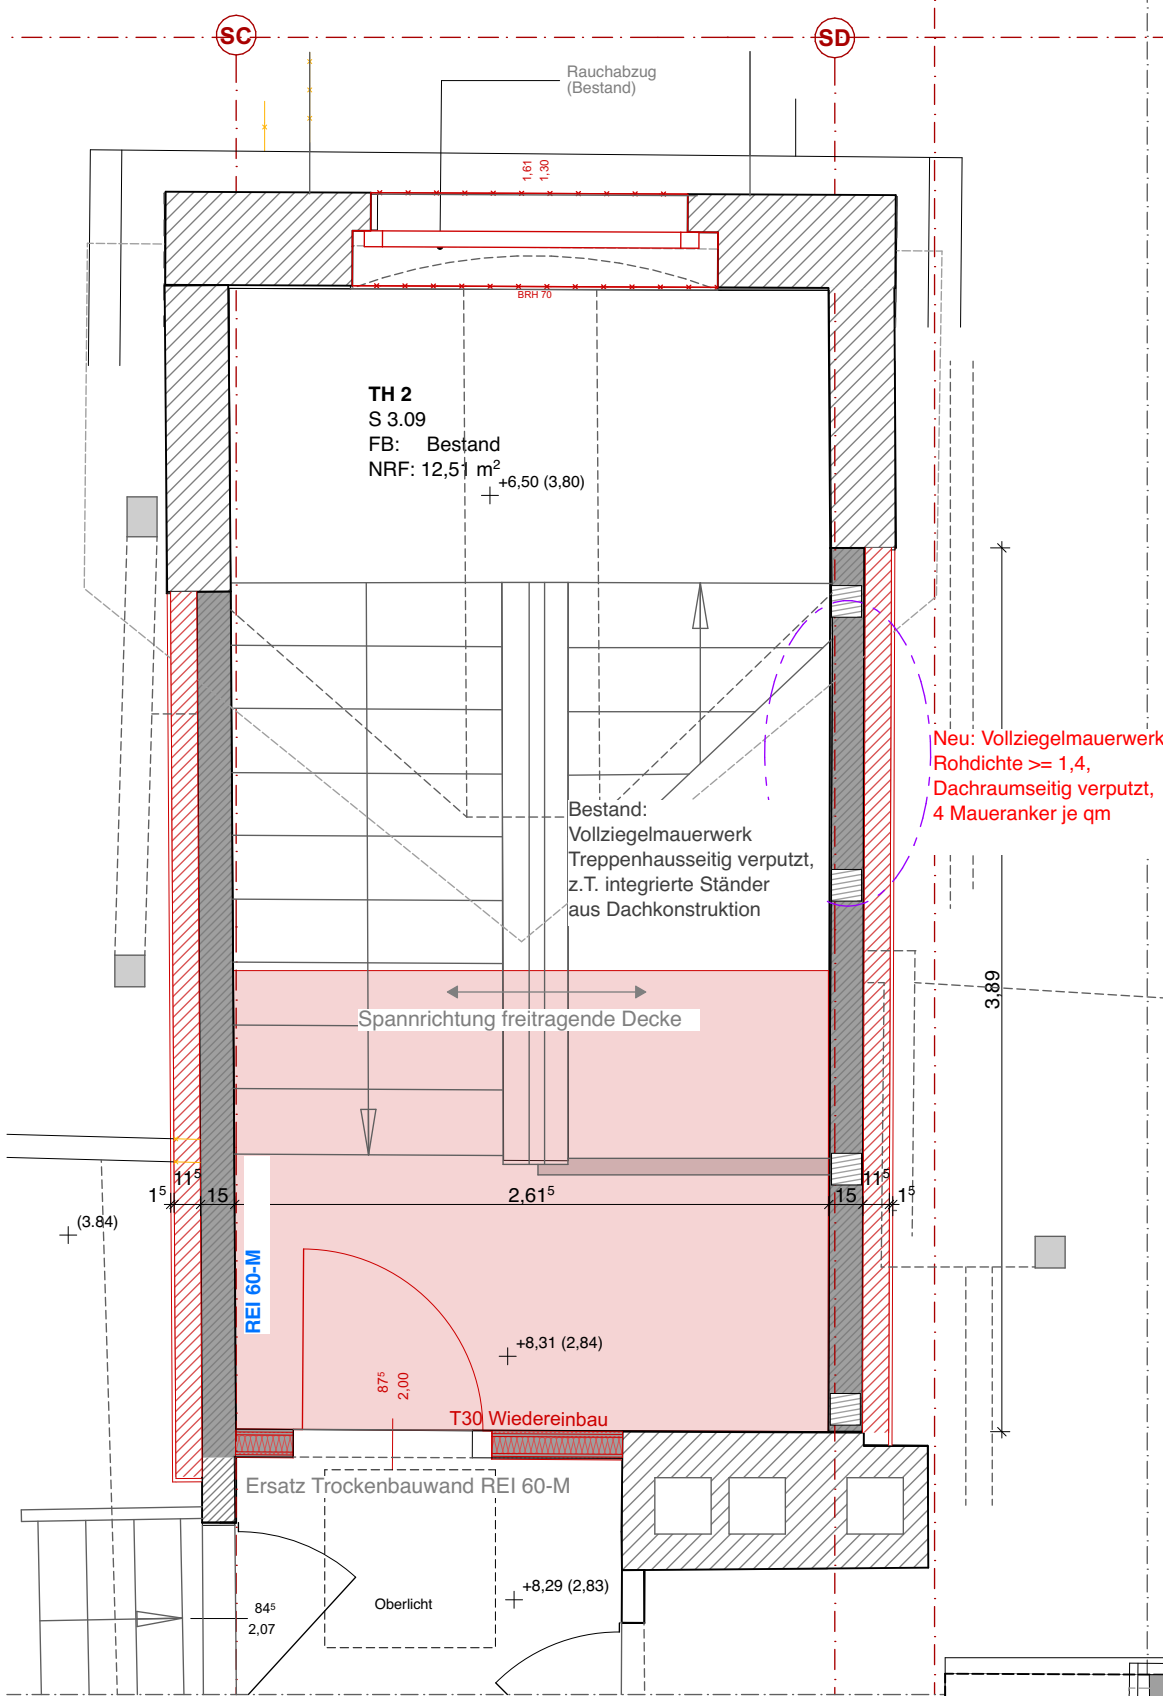 SC
SD
Rauchabzug
(Bestand)
1,61
1,30
BRH 70
TH 2
S 3.09
FB: Bestand
NRF: 12,51 m²
+6,50 (3,80)
Neu: Vollziegelmauerwerk
Rohdichte >= 1,4,
Dachraumseitig verputzt,
4 Maueranker je qm
Bestand:
Vollziegelmauerwerk
Treppenhausseitig verputzt,
z.T. integrierte Ständer
aus Dachkonstruktion
3,89
Spannrichtung freitragende Decke
1⁵
11⁵
15
2,61⁵
15
11⁵
1⁵
(3.84)
REI 60-M
+8,31 (2,84)
87⁵
2,00
T30 Wiedereinbau
Ersatz Trockenbauwand REI 60-M
+8,29 (2,83)
Oberlicht
84⁵
2,07